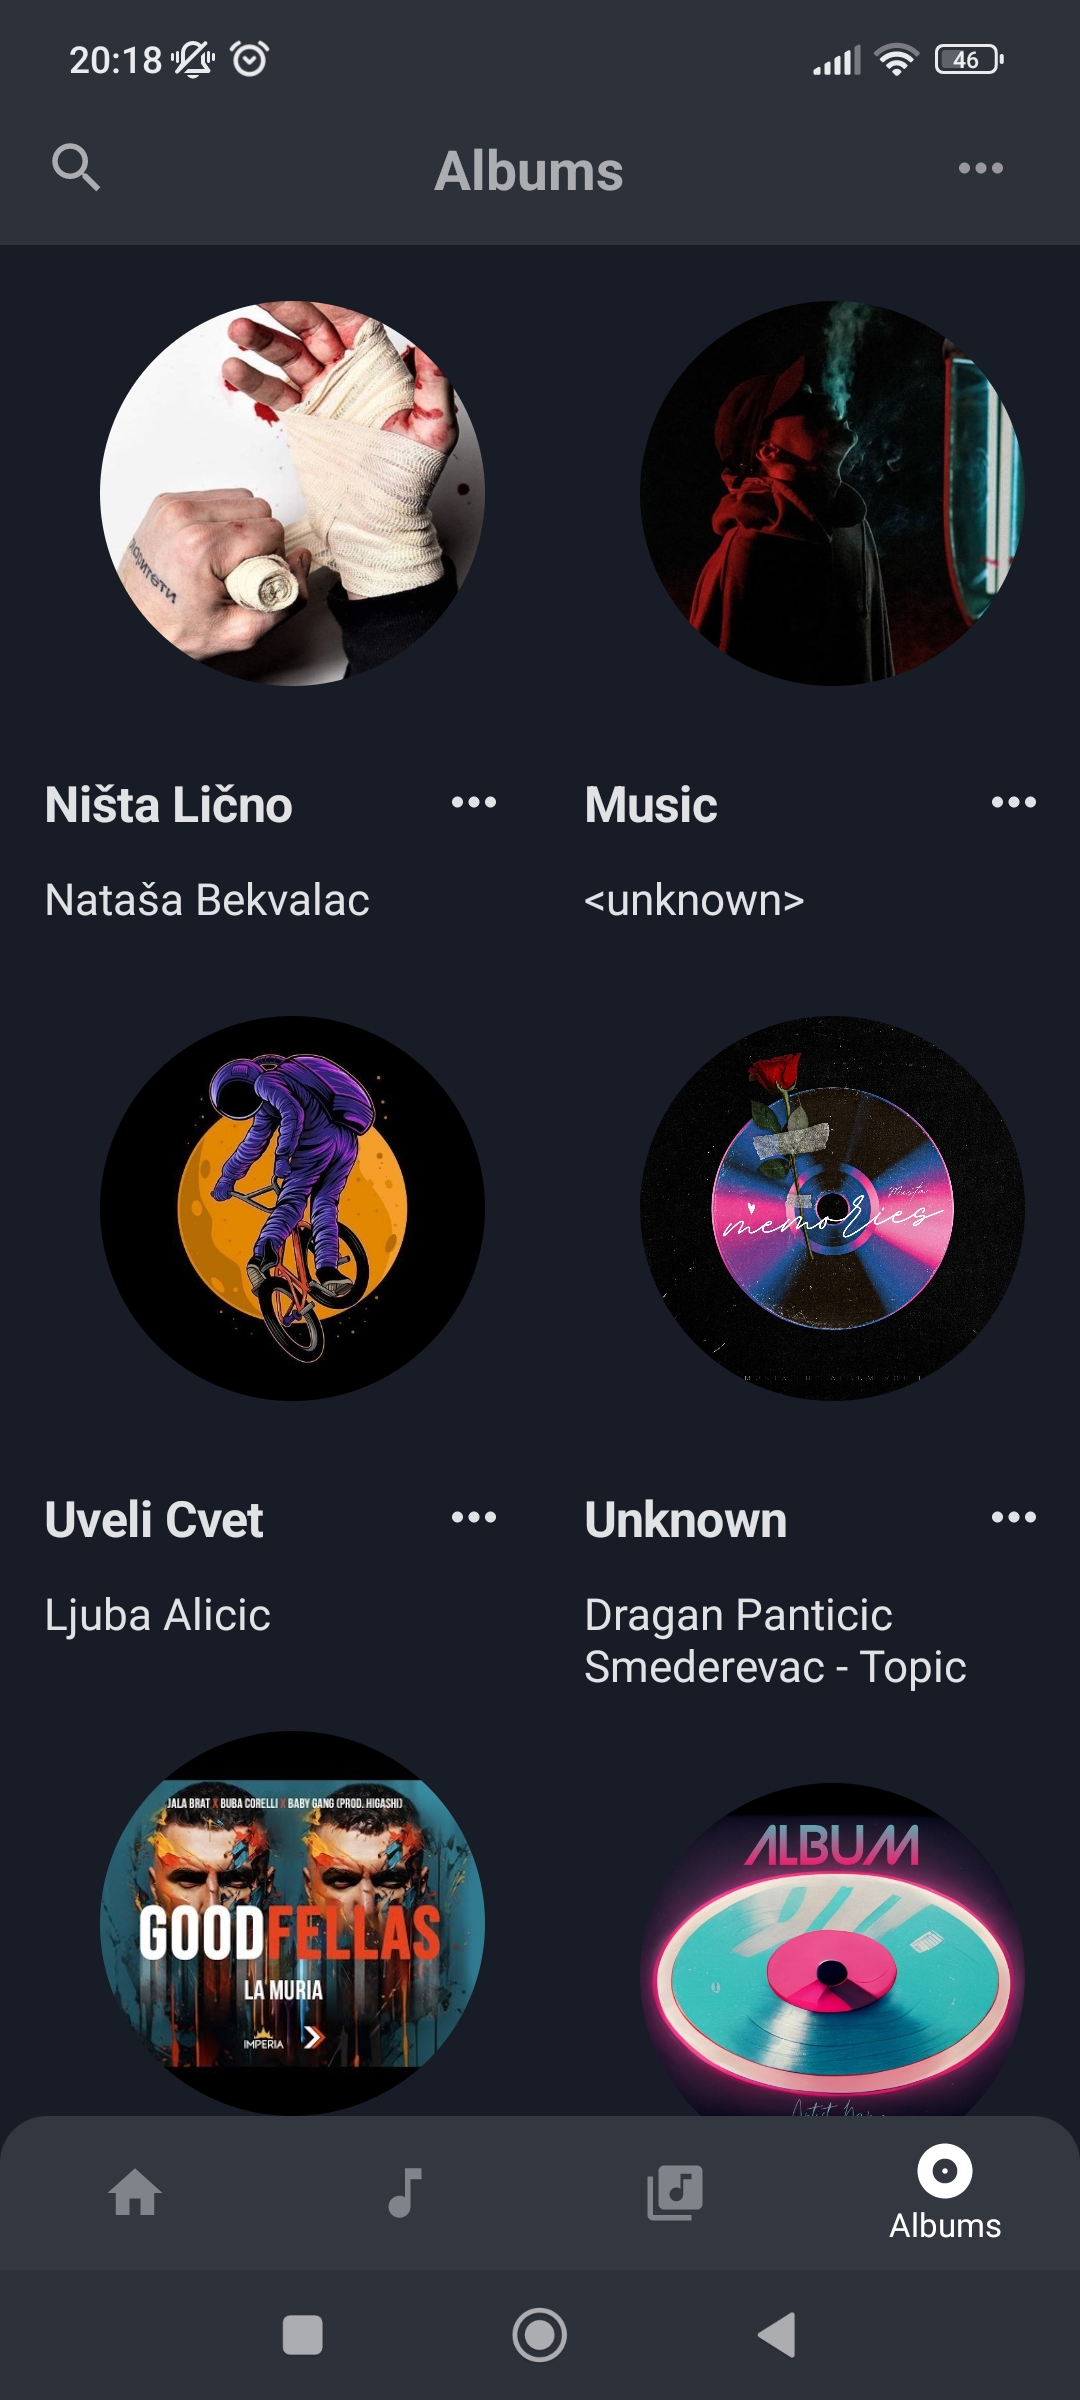 20:18
46
Albums
Ništa Lično
Music
Nataša Bekvalac
<unknown>
Musta
memories
Uveli Cvet
Unknown
Ljuba Alicic
Dragan Panticic
Smederevac - Topic
JALA BRAT X BUBA CORELLI X BABY GANG (PROD. HIGASHI)
GOODFELLAS
LA MURIA
IMPERIA
ALBUM
Albums